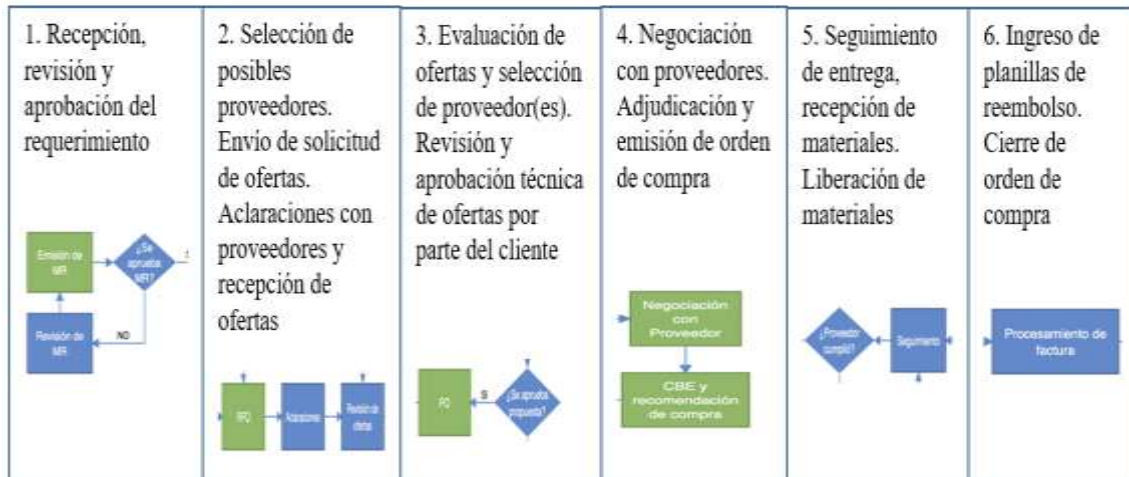 1. Recepción,
revisión y
aprobación del
requerimiento
Emisión de
MR
¿Se
aprueba
MR?
NO
Revisión de
MR
2. Selección de
posibles
proveedores.
Envío de solicitud
de ofertas.
Aclaraciones con
proveedores y
recepción de
ofertas
RFQ
Aclaraciones
Revisión de
ofertas
3. Evaluación de
ofertas y selección
de proveedor(es).
Revisión y
aprobación técnica
de ofertas por
parte del cliente
PO
SI
¿Se aprueba
propuesta?
4. Negociación
con proveedores.
Adjudicación y
emisión de orden
de compra
Negociación
con
Proveedor
CBE y
recomendación
de compra
5. Seguimiento
de entrega,
recepción de
materiales.
Liberación de
materiales
¿Proveedor
cumplió?
Seguimiento
6. Ingreso de
planillas de
reembolso.
Cierre de
orden de
compra
Procesamiento de
factura